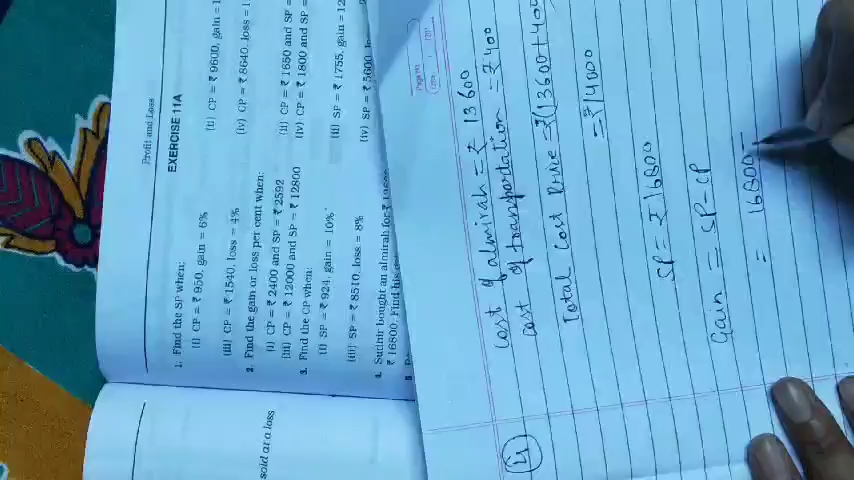 Profit and Loss
EXERCISE 11A
1. Find the SP when:
(i) CP = ₹ 950, gain = 6%
(ii) CP = ₹ 9600, gain =
(iii) CP = ₹ 1540, loss = 4%
(iv) CP = ₹ 8640, loss =
2. Find the gain or loss per cent when:
(i) CP = ₹ 2400 and SP = ₹ 2592
(ii) CP = ₹ 1650 and SP =
(iii) CP = ₹ 12000 and SP = ₹ 12800
(iv) CP = ₹ 1800 and SP =
3. Find the CP when:
(i) SP = ₹ 924, gain = 10%
(ii) SP = ₹ 1755, gain =
(iii) SP = ₹ 8510, loss = 8%
(iv) SP = ₹ 5600,
4. Sudhir bought an almirah for
₹ 16800. Find his
5.
sold at a loss
Page No.
Date
(4)
Cost of almirah = ₹ 13600
Cost of transportation = ₹ 400
Total Cost Price = ₹(13600+400
= ₹14000
SP = ₹16800
Gain = SP-CP
= 16800 -